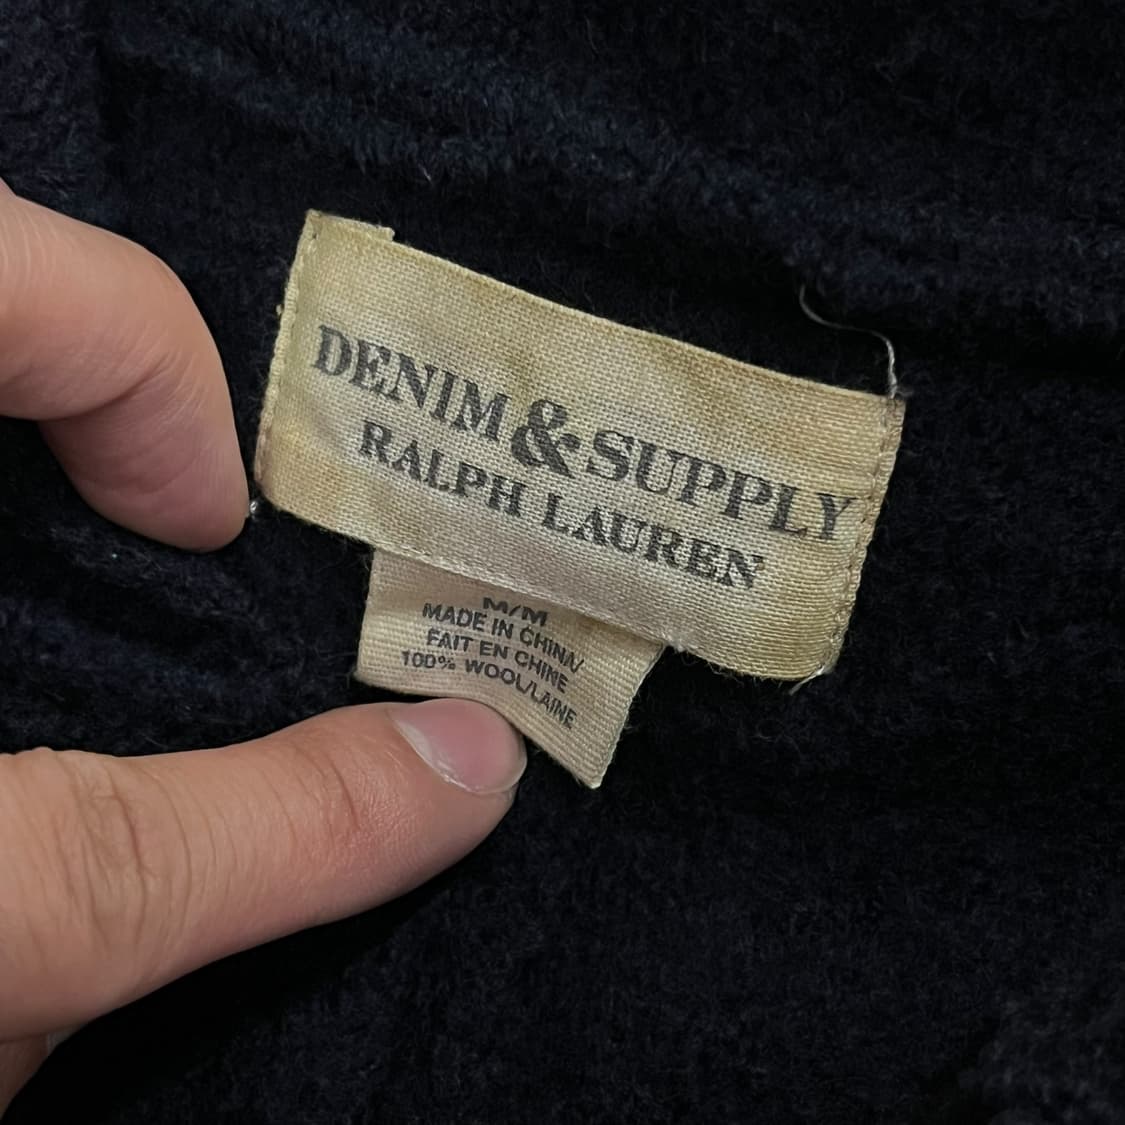 DENIM & SUPPLY
RALPH LAUREN
M/M
MADE IN CHINA/
FAIT EN CHINE
100% WOOL/LAINE